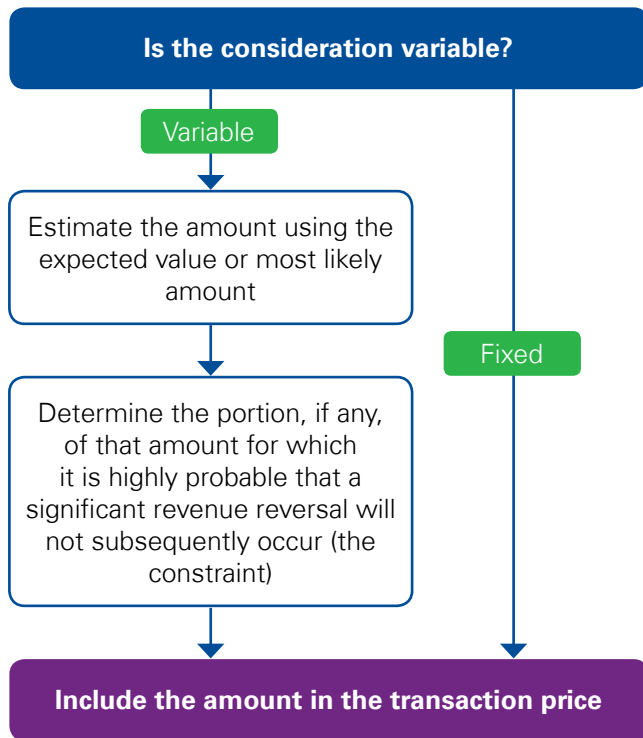 Is the consideration variable?
Variable
Estimate the amount using the
expected value or most likely
amount
Fixed
Determine the portion, if any,
of that amount for which
it is highly probable that a
significant revenue reversal will
not subsequently occur (the
constraint)
Include the amount in the transaction price